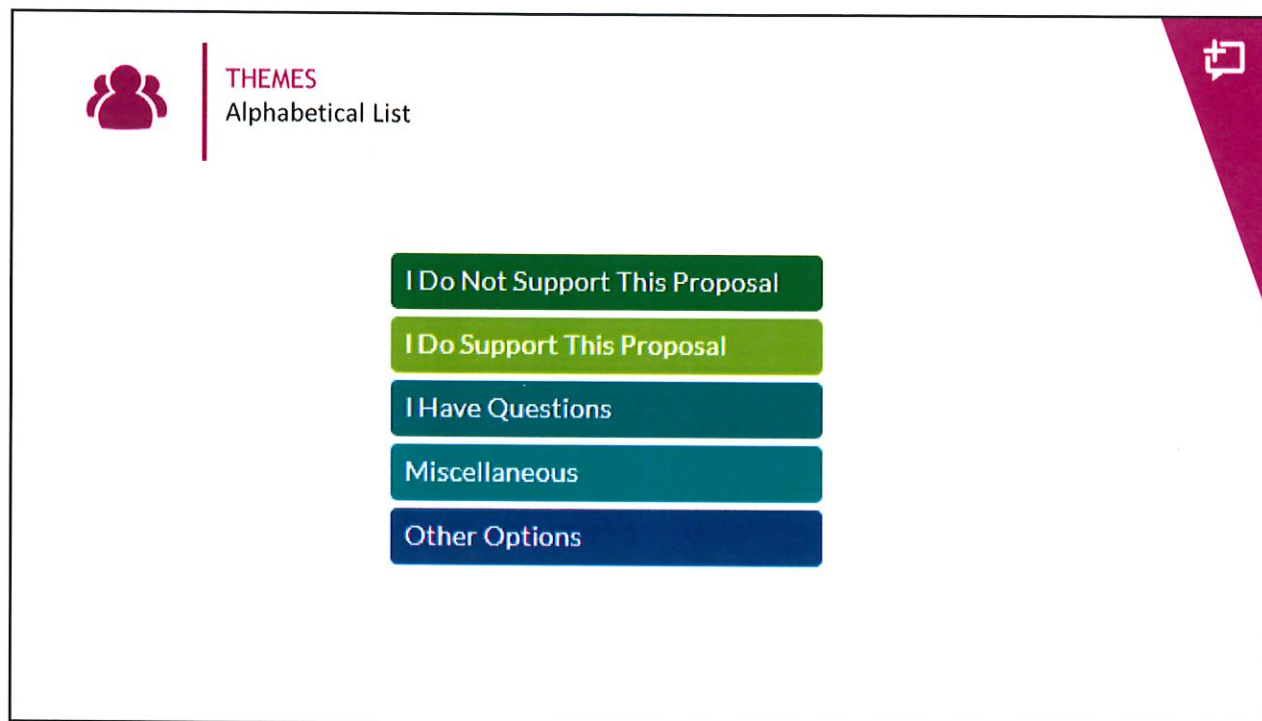 THEMES
Alphabetical List
I Do Not Support This Proposal
I Do Support This Proposal
I Have Questions
Miscellaneous
Other Options